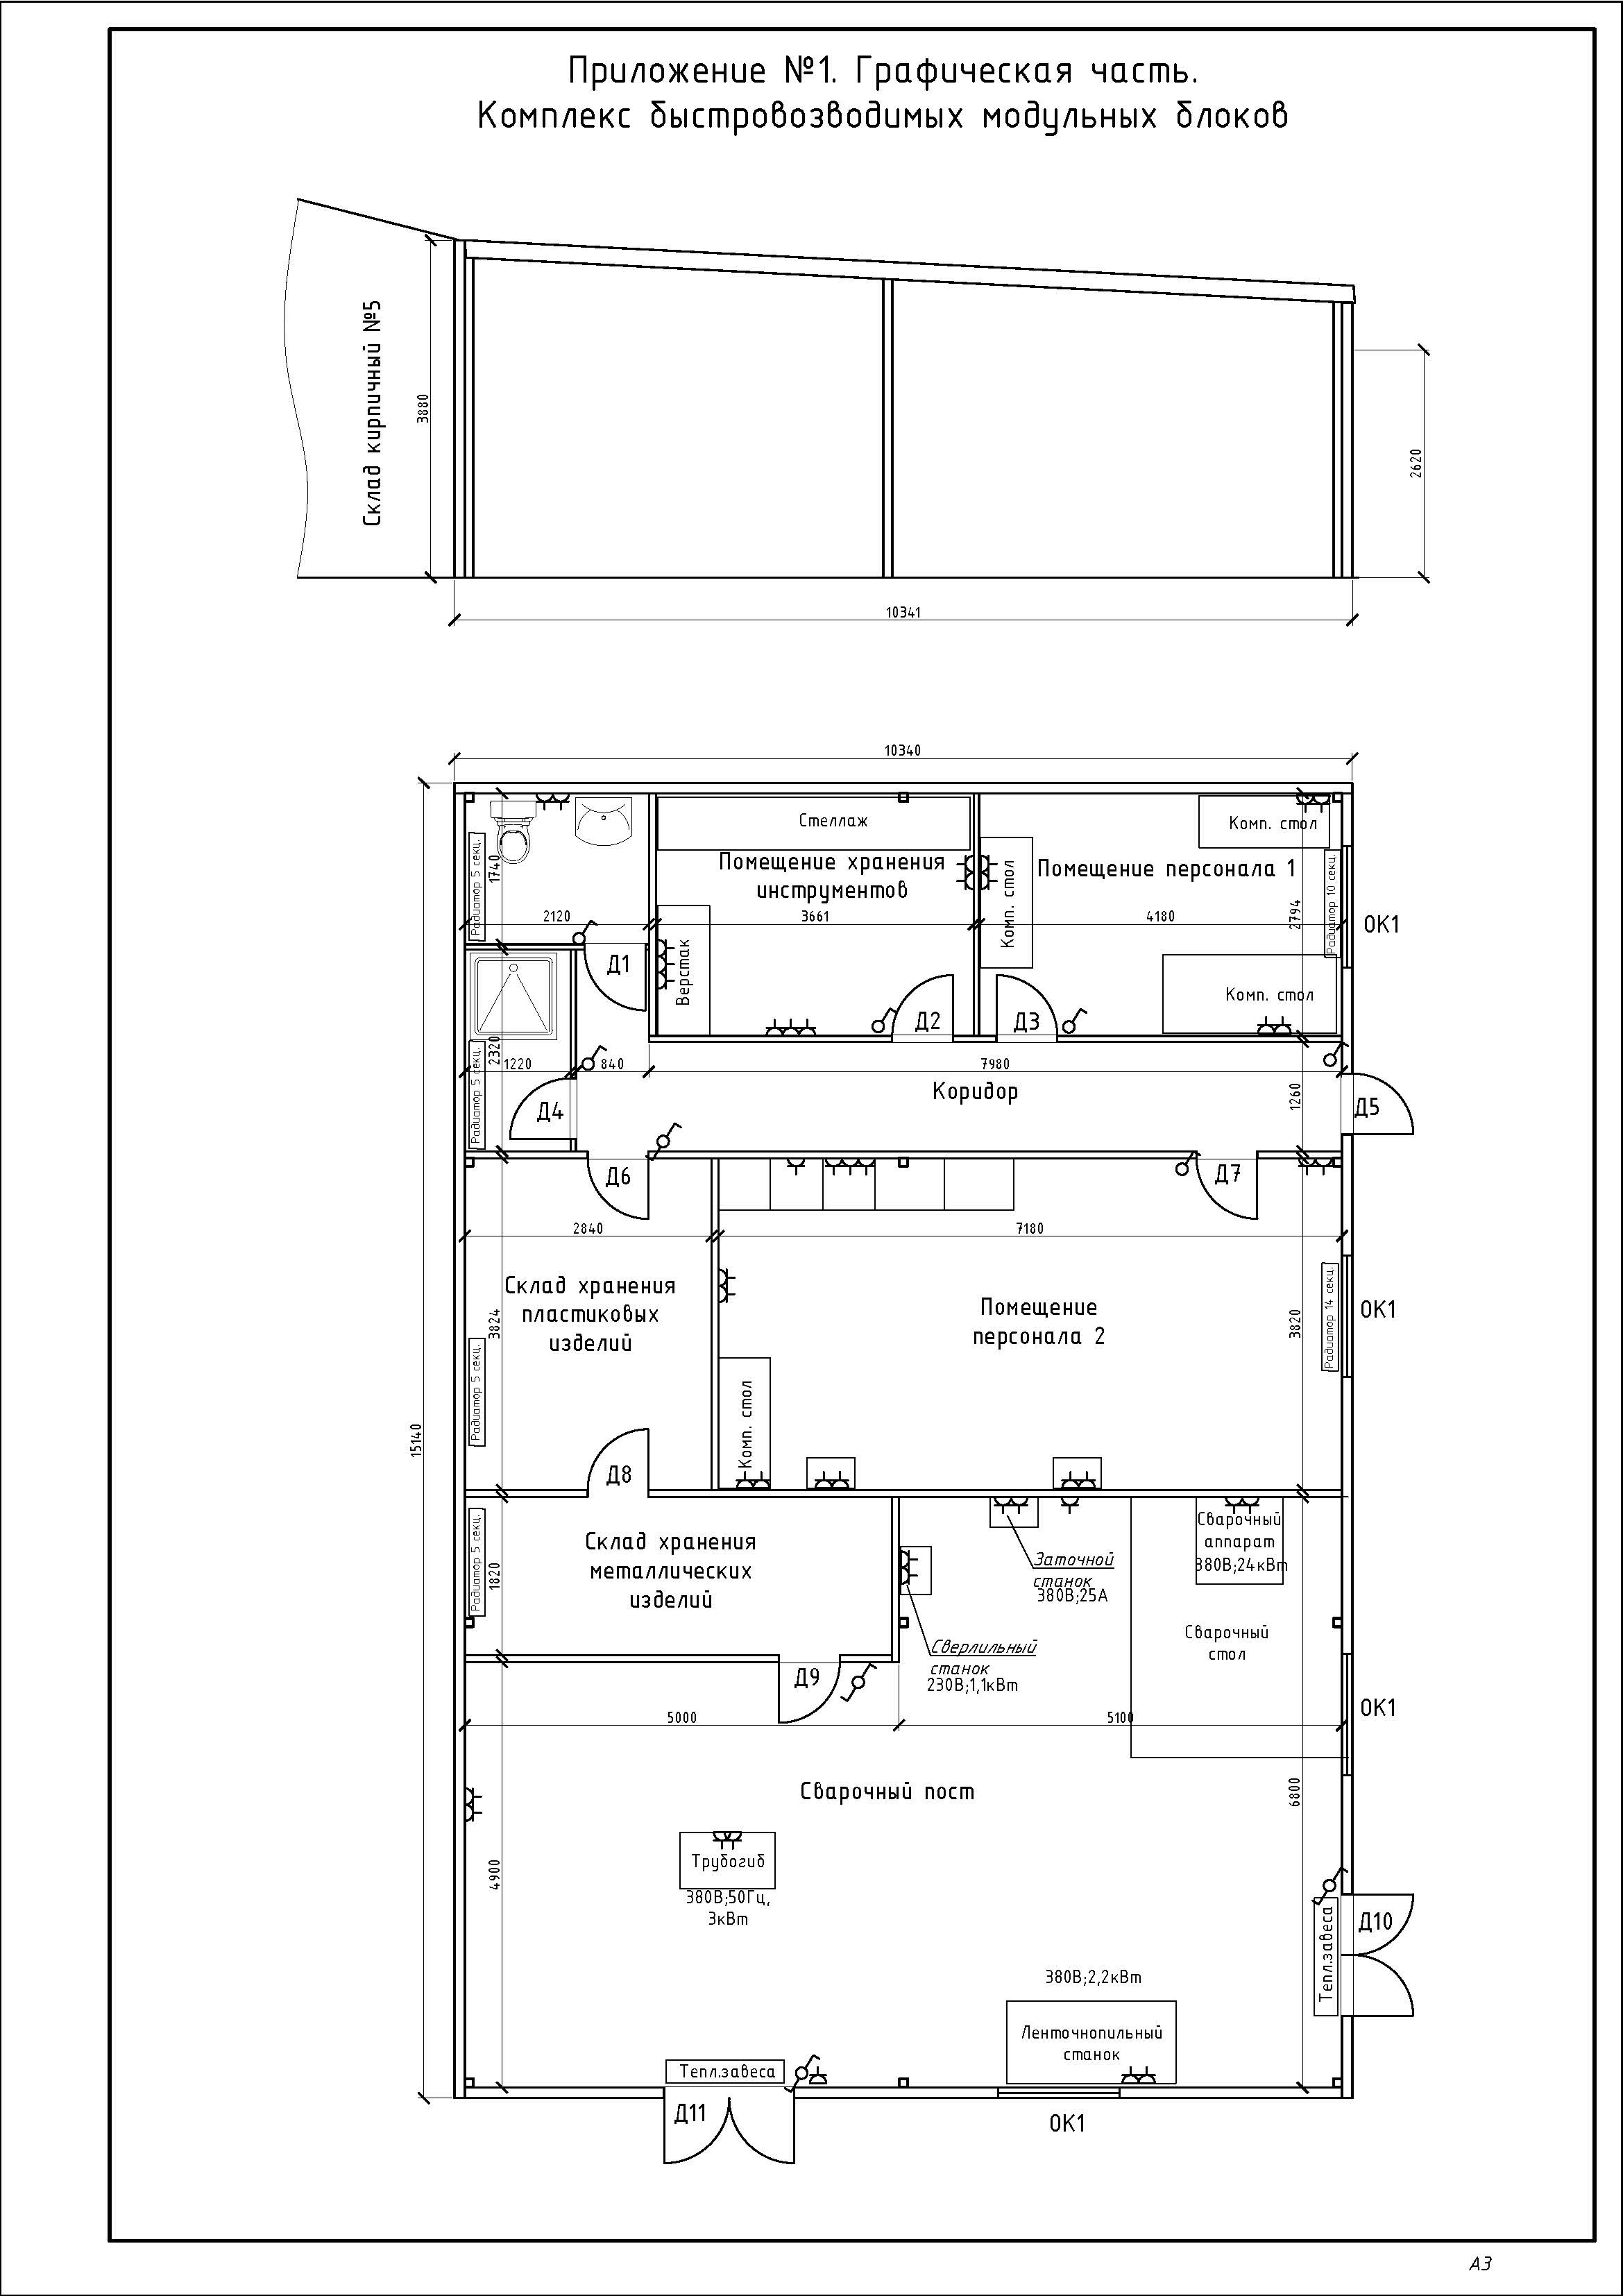 Приложение №1. Графическая часть.
Комплекс быстровозводимых модульных блоков
Склад кирпичный №5
3880
2620
10341
10340
15140
Стеллаж
Помещение хранения
инструментов
3661
Верстак
Комп. стол
Помещение персонала 1
4180
2794
Комп. стол
Комп. стол
Радиатор 10 секц.
ОК1
Радиатор 5 секц.
1740
2120
Д1
Д2
Д3
Радиатор 5 секц.
2320
1220
840
7980
Коридор
1260
Д4
Д5
Д6
Д7
2840
7180
Склад хранения
пластиковых
изделий
3824
Радиатор 5 секц.
Помещение
персонала 2
3820
Радиатор 14 секц.
ОК1
Комп. стол
Д8
Склад хранения
металлических
изделий
Радиатор 5 секц.
1820
Заточной
станок
380В;25А
Сварочный
аппарат
380В;24кВт
Сверлильный
станок
230В;1,1кВт
Сварочный
стол
Д9
ОК1
5000
5100
Сварочный пост
6800
4900
Трубогиб
380В;50Гц,
3кВт
Тепл.завеса
Д10
380В;2,2кВт
Ленточнопильный
станок
Тепл.завеса
Д11
ОК1
А3